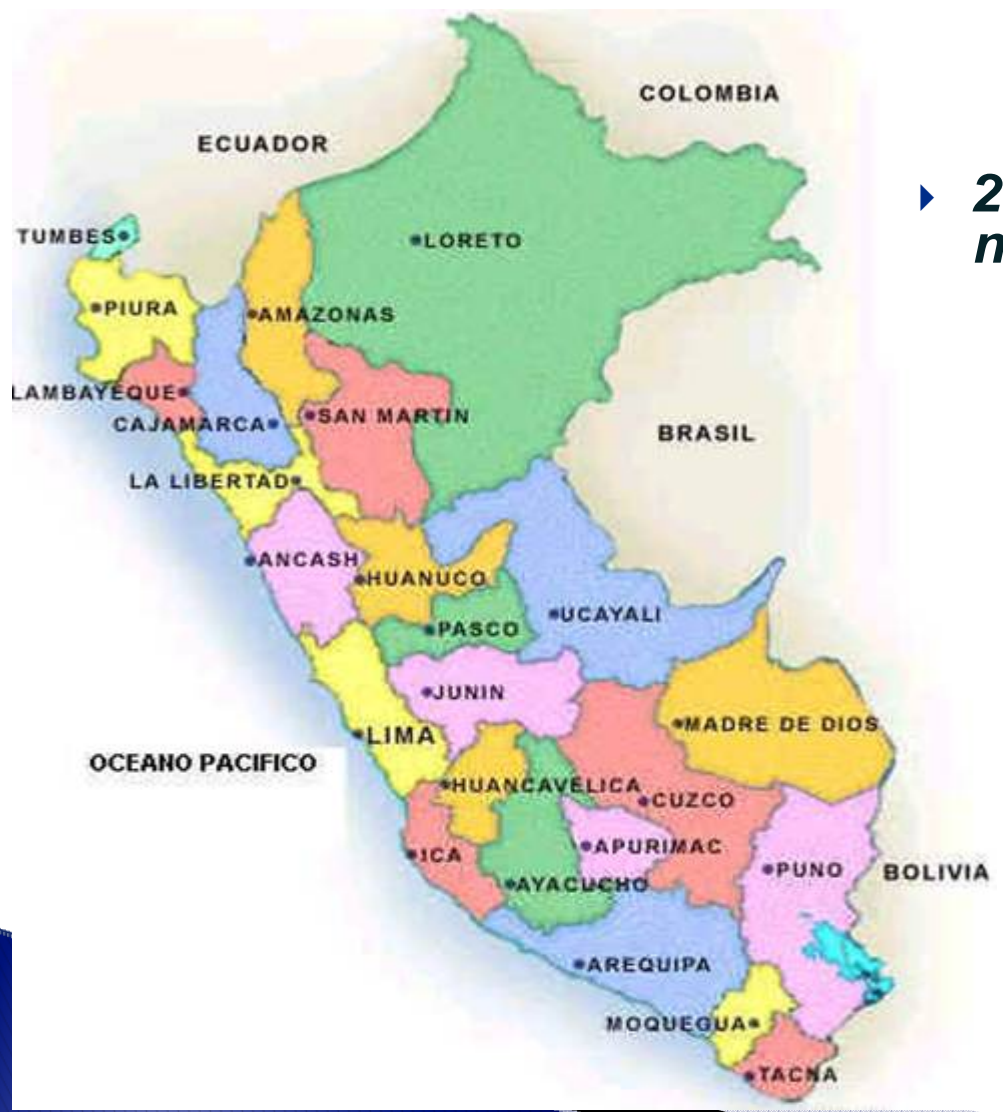 COLOMBIA
ECUADOR
2
n
TUMBES
LORETO
PIURA
AMAZONAS
LAMBAYEQUE
SAN MARTIN
CAJAMARCA
BRASIL
LA LIBERTAD
ANCASH
HUANUCO
UCAYALI
PASCO
JUNIN
MADRE DE DIOS
LIMA
OCEANO PACIFICO
HUANCAVELICA
CUZCO
APURIMAC
ICA
PUNO
BOLIVIA
AYACUCHO
AREQUIPA
MOQUEGUA
TACNA